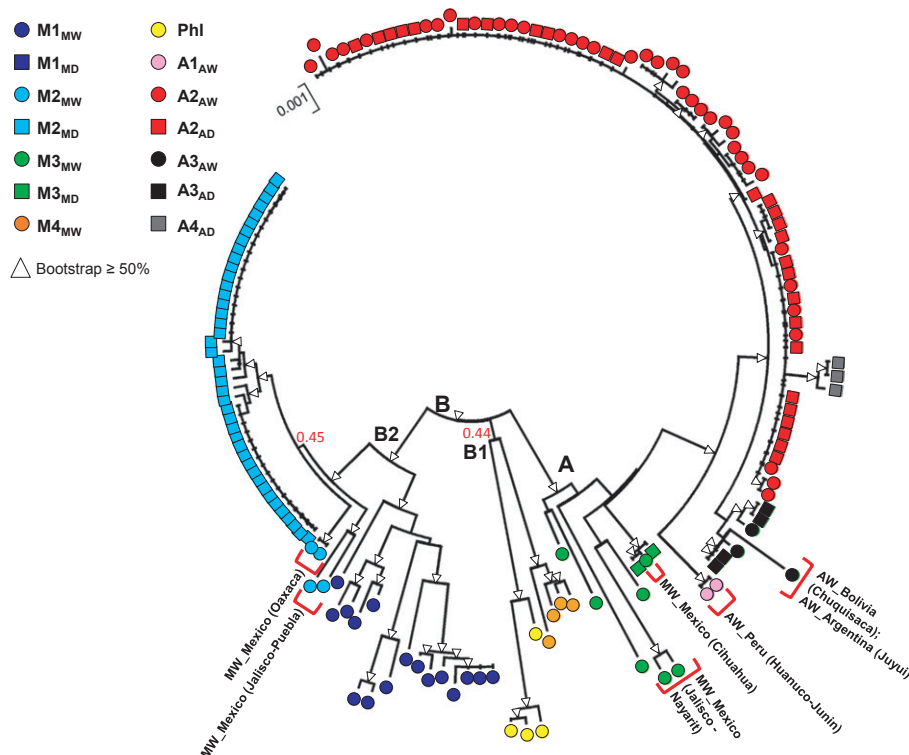 M1MW
M1MD
M2MW
M2MD
M3MW
M3MD
M4MW
Phl
A1AW
A2AW
A2AD
A3AW
A3AD
A4AD
Bootstrap ≥ 50%
0.001
B
0.45
B2
0.44
B1
A
MW_Mexico (Oaxaca)
MW_Mexico (Jalisco-Puebla)
MW_Mexico
(Jalisco -
Nayarit)
MW_Mexico (Cihuahua)
AW_Peru (Huanuco-Junin)
AW_Bolivia
(Chuquisaca);
AW_Argentina (Juyui)